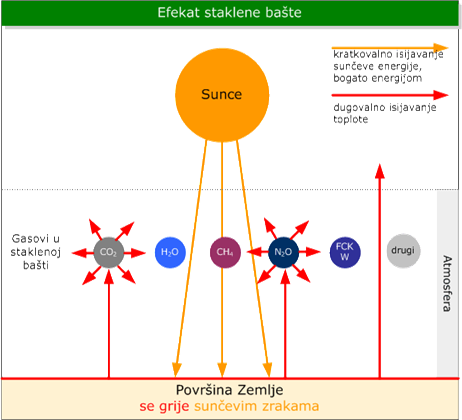 Efekat staklene bašte
kratkovalno isijavanje
sunčeve energije,
bogato energijom
Sunce
dugovalno isijavanje
toplote
Gasovi u
staklenoj
bašti
CO₂
H₂O
CH₄
N₂O
FCK
W
drugi
Atmosfera
Površina Zemlje
se grije sunčevim zrakama